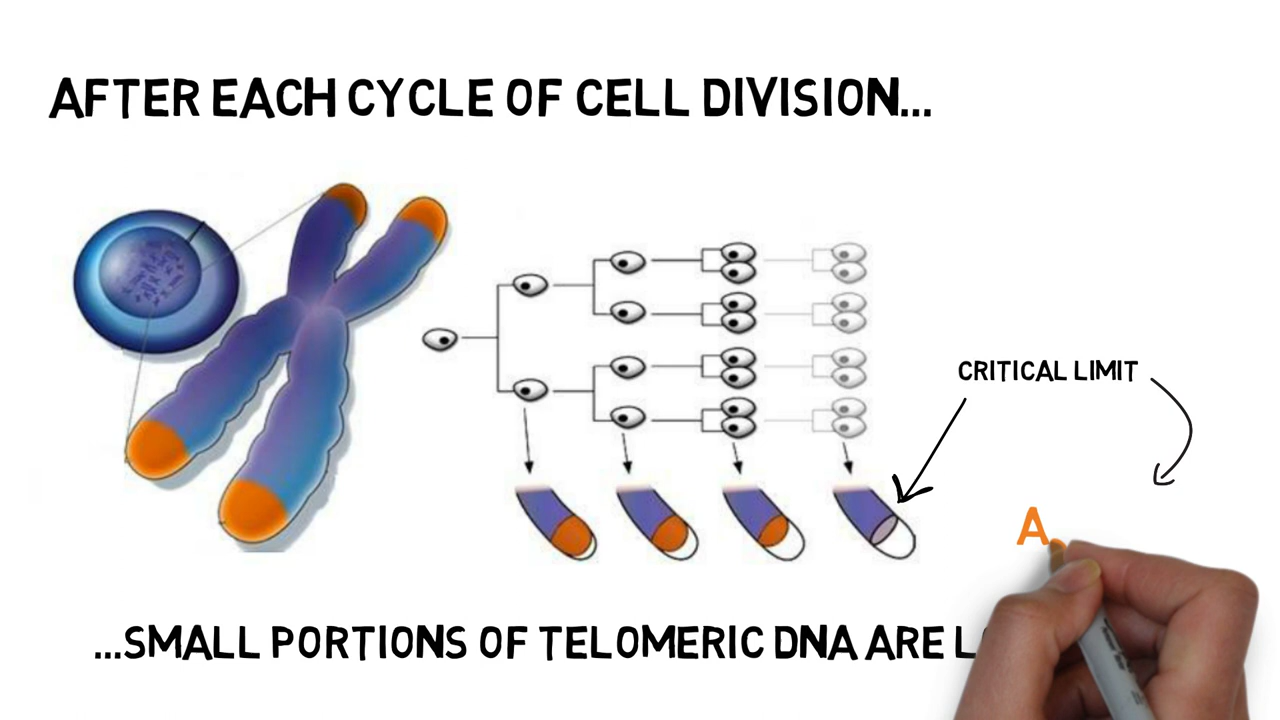 AFTER EACH CYCLE OF CELL DIVISION...
CRITICAL LIMIT
A
...SMALL PORTIONS OF TELOMERIC DNA ARE